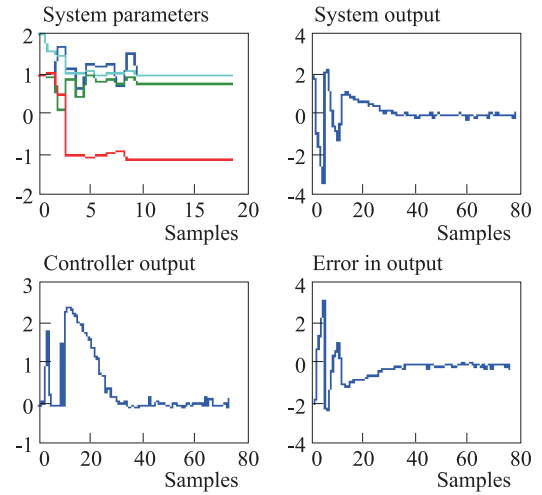 System parameters
2
1
0
-1
-2
0 5 10 15 20
Samples
System output
4
2
0
-2
-4
0 20 40 60 80
Samples
Controller output
3
2
1
0
-1
0 20 40 60 80
Samples
Error in output
4
2
0
-2
-4
0 20 40 60 80
Samples